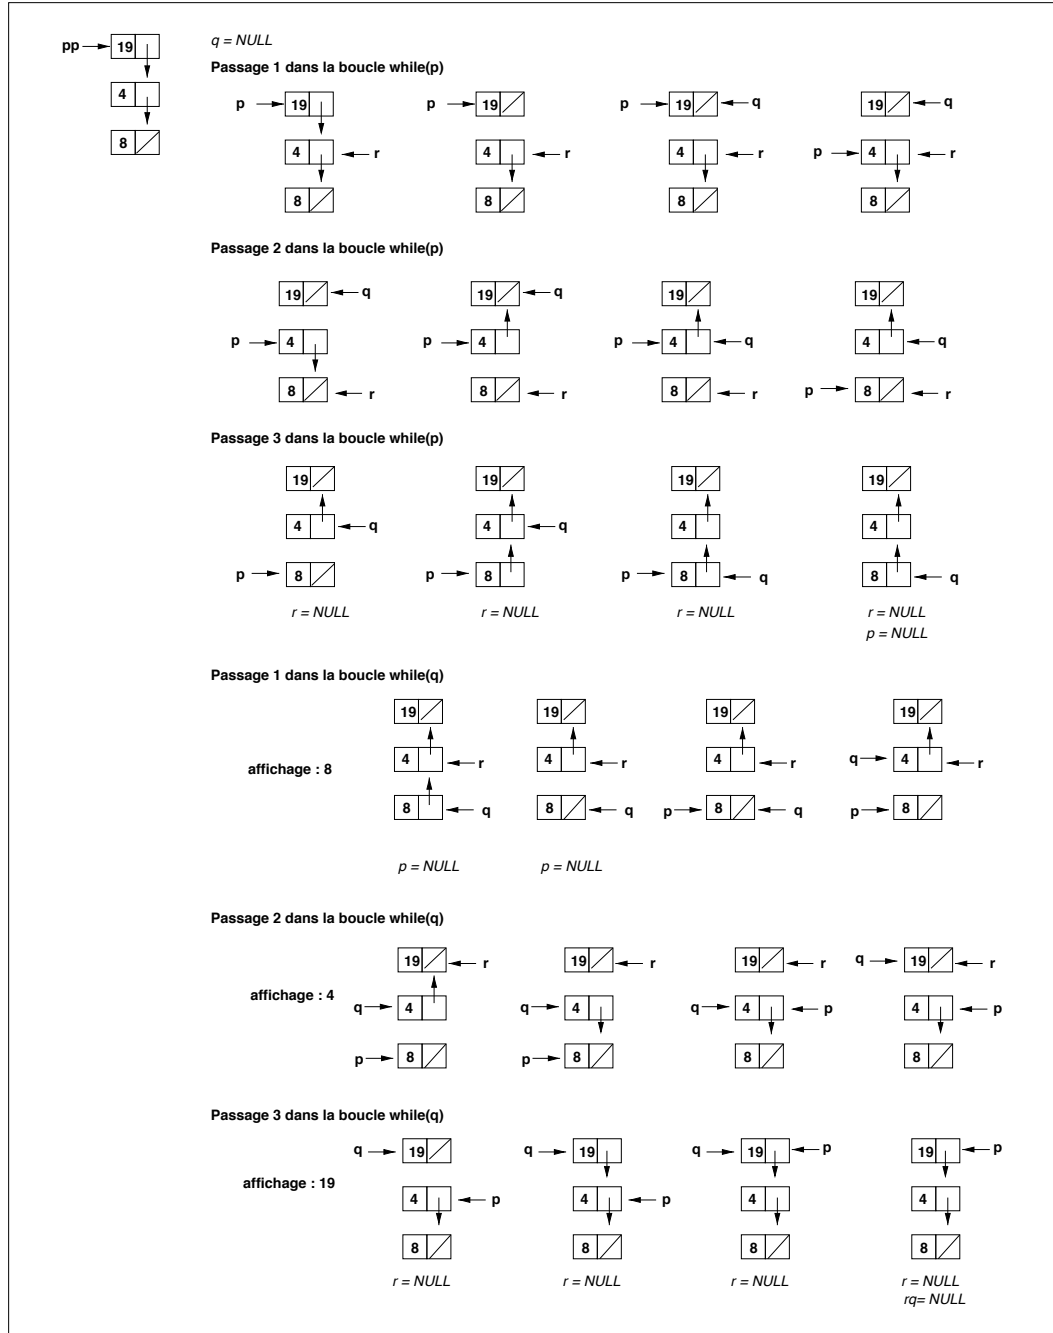 pp 19
q = NULL
4
8
Passage 1 dans la boucle while(p)
p 19 p 19 p 19 q 19 q
4 r 4 r 4 r p 4 r
8 8 8 8
Passage 2 dans la boucle while(p)
19 q 19 q 19 19
p 4 p 4 p 4 q 4 q
8 r 8 r 8 r p 8 r
Passage 3 dans la boucle while(p)
19 19 19 19
4 q 4 q 4 4
p 8 p 8 p 8 q 8 q
r = NULL r = NULL r = NULL r = NULL
p = NULL
Passage 1 dans la boucle while(q)
19 19 19 19
affichage : 8 4 r 4 r 4 r q 4 r
8 q 8 q p 8 q p 8
p = NULL p = NULL
Passage 2 dans la boucle while(q)
19 r 19 r 19 r q 19 r
affichage : 4 q 4 q 4 q 4 p 4 p
p 8 p 8 8 8
Passage 3 dans la boucle while(q)
q 19 q 19 q 19 p 19 p
affichage : 19 4 p 4 p 4 4
8 8 8 8
r = NULL r = NULL r = NULL r = NULL
rq= NULL